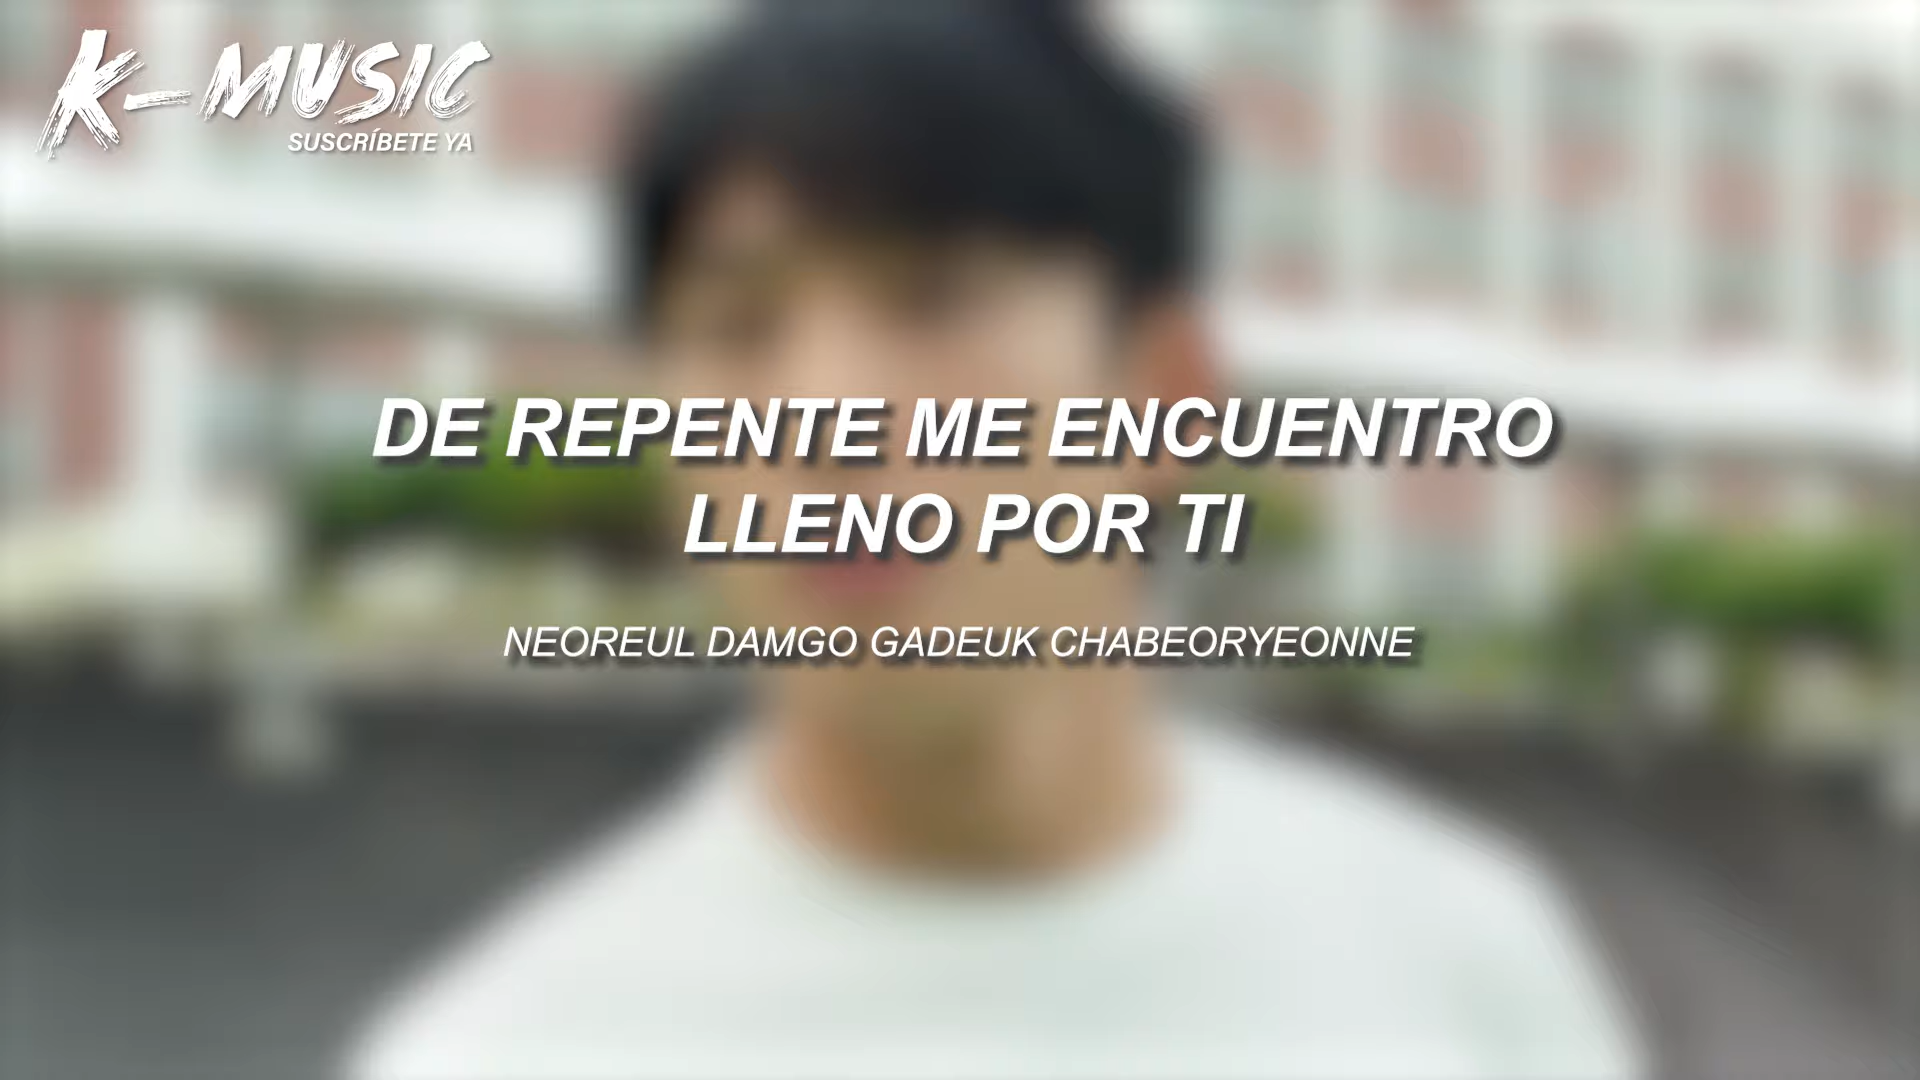 K-MUSIC
SUSCRÍBETE YA
DE REPENTE ME ENCUENTRO
LLENO POR TI
NEOREUL DAMGO GADEUK CHABEORYEONNE